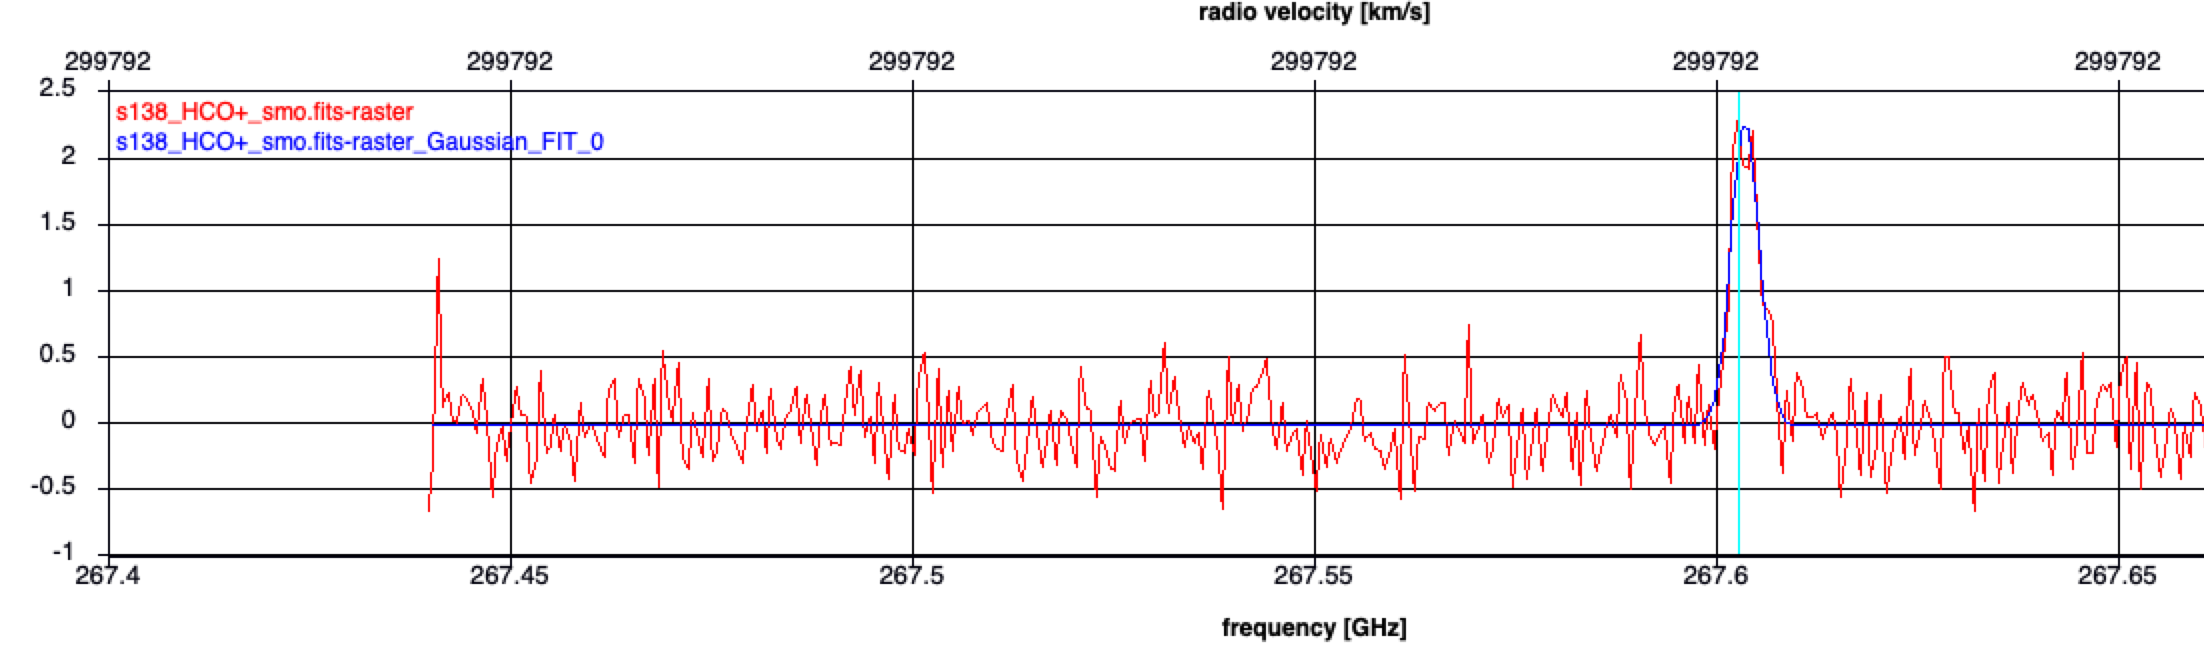 radio velocity [km/s]
299792 299792 299792 299792 299792 299792
2.5
s138_HCO+_smo.fits-raster
s138_HCO+_smo.fits-raster_Gaussian_FIT_0
2
1.5
1
0.5
0
-0.5
-1
267.4 267.45 267.5 267.55 267.6 267.65
frequency [GHz]